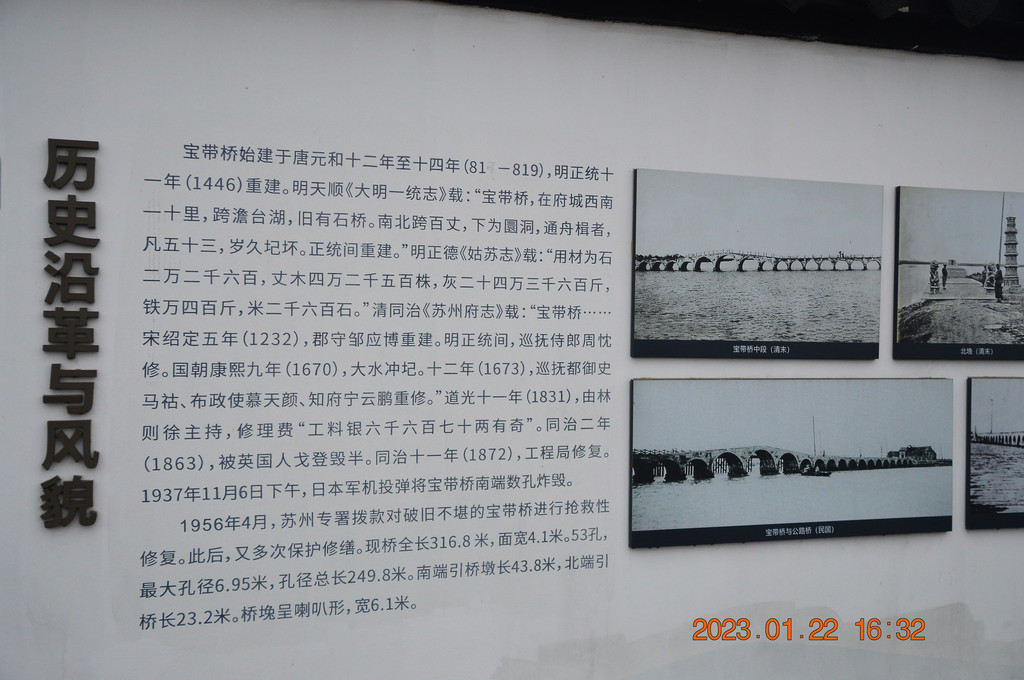 历史沿革与风貌
宝带桥始建于唐元和十二年至十四年(81 –819),明正统十
一年(1446)重建。明天顺《大明一统志》载:“宝带桥,在府城西南
一十里,跨澹台湖,旧有石桥。南北跨百丈,下为圜洞,通舟楫者,
凡五十三,岁久圮坏。正统间重建。”明正德《姑苏志》载:“用材为石
二万二千六百,丈木四万二千五百株,灰二十四万三千六百斤,
铁万四百斤,米二千六百石。”清同治《苏州府志》载:“宝带桥……
宋绍定五年(1232),郡守邹应博重建。明正统间,巡抚侍郎周忱
修。国朝康熙九年(1670),大水冲圮。十二年(1673),巡抚都御史
马祜、布政使慕天颜、知府宁云鹏重修。”道光十一年(1831),由林
则徐主持,修理费“工料银六千六百七十两有奇”。同治二年
(1863),被英国人戈登毁半。同治十一年(1872),工程局修复。
1937年11月6日下午,日本军机投弹将宝带桥南端数孔炸毁。
1956年4月,苏州专署拨款对破旧不堪的宝带桥进行抢救性
修复。此后,又多次保护修缮。现桥全长316.8米,面宽4.1米。53孔,
最大孔径6.95米,孔径总长249.8米。南端引桥墩长43.8米,北端引
桥长23.2米。桥堍呈喇叭形,宽6.1米。
宝带桥中段(清末)
北堍(清末)
宝带桥与公路桥(民国)
2023.01.22 16:32